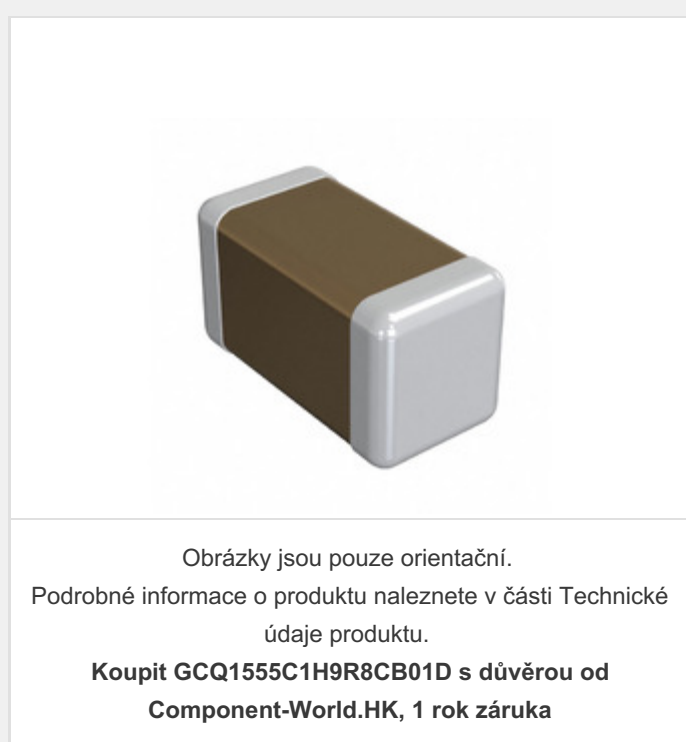 Obrázky jsou pouze orientační.
Podrobné informace o produktu naleznete v části Technické
údaje produktu.
Koupit GCQ1555C1H9R8CB01D s důvěrou od
Component-World.HK, 1 rok záruka